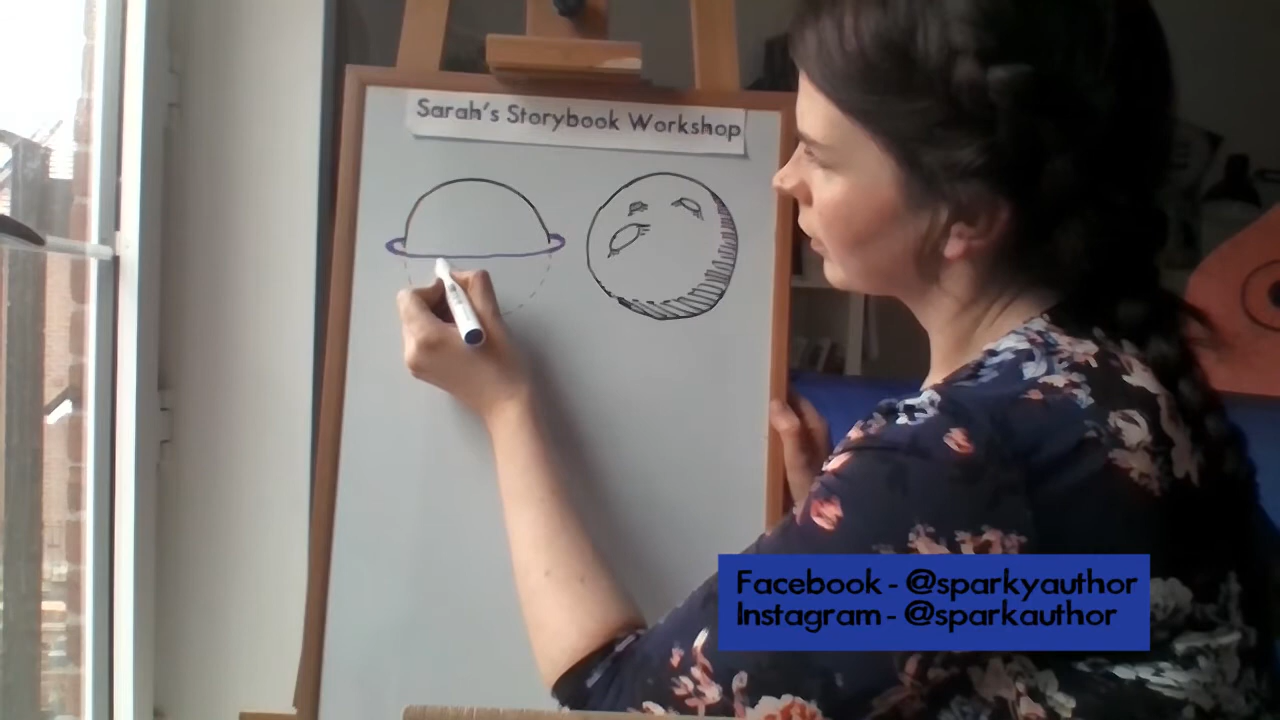 Sarah's Storybook Workshop
Facebook - @sparkyauthor
Instagram - @sparkauthor